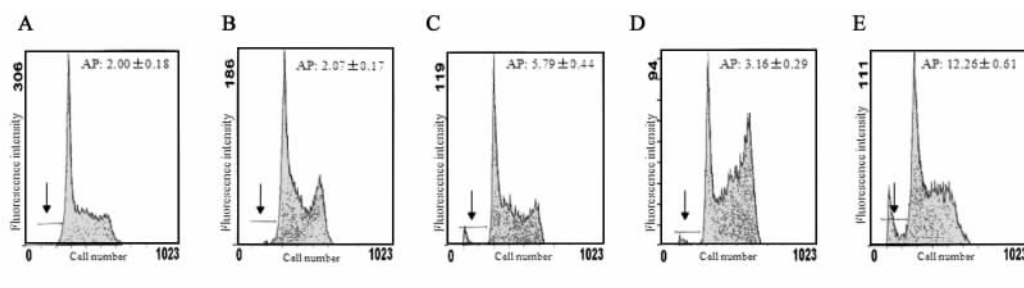 A
306
Fluorescence intensity
AP: 2.00±0.18
0
Cell number
1023
B
186
Fluorescence intensity
AP: 2.07±0.17
0
Cell number
1023
C
119
Fluorescence intensity
AP: 5.79±0.44
0
Cell number
1023
D
94
Fluorescence intensity
AP: 3.16±0.29
0
Cell number
1023
E
111
Fluorescence intensity
AP: 12.26±0.61
0
Cell number
1023